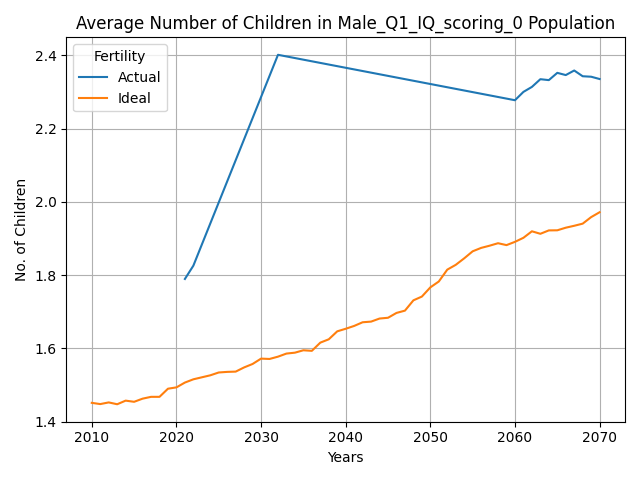 Average Number of Children in Male_Q1_IQ_scoring_0 Population
Fertility
Actual
Ideal
No. of Children
2.4
2.2
2.0
1.8
1.6
1.4
2010 2020 2030 2040 2050 2060 2070
Years